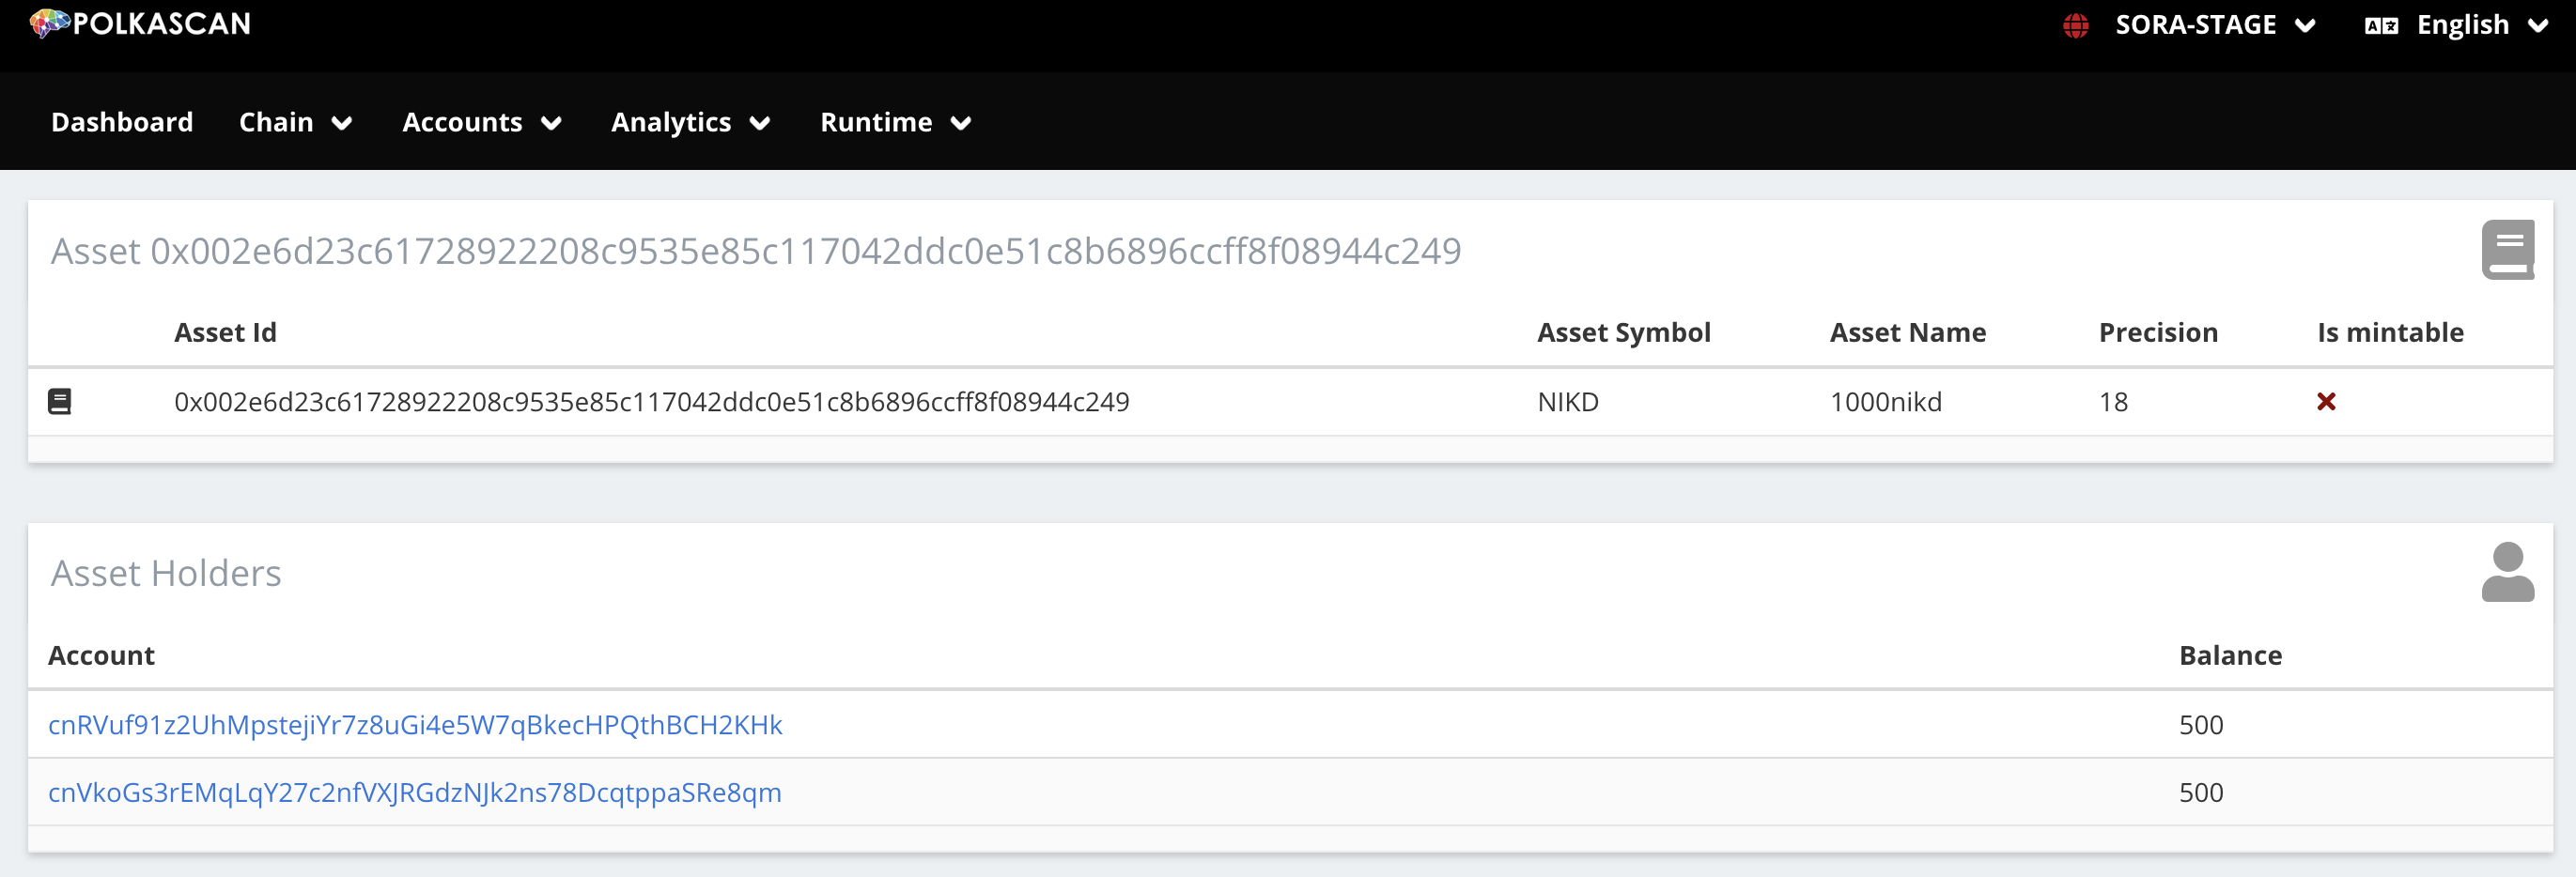 POLKASCAN
SORA-STAGE
English
Dashboard Chain Accounts Analytics Runtime
Asset 0x002e6d23c61728922208c9535e85c117042ddc0e51c8b6896ccff8f08944c249
Asset Id Asset Symbol Asset Name Precision Is mintable
0x002e6d23c61728922208c9535e85c117042ddc0e51c8b6896ccff8f08944c249 NIKD 1000nikd 18
Asset Holders
Account Balance
cnRVuf91z2UhMpstejiYr7z8uGi4e5W7qBkecHPQthBCH2KHk 500
cnVkoGs3rEMqLqY27c2nfVXJRGdzNJk2ns78DcqtppaSRe8qm 500